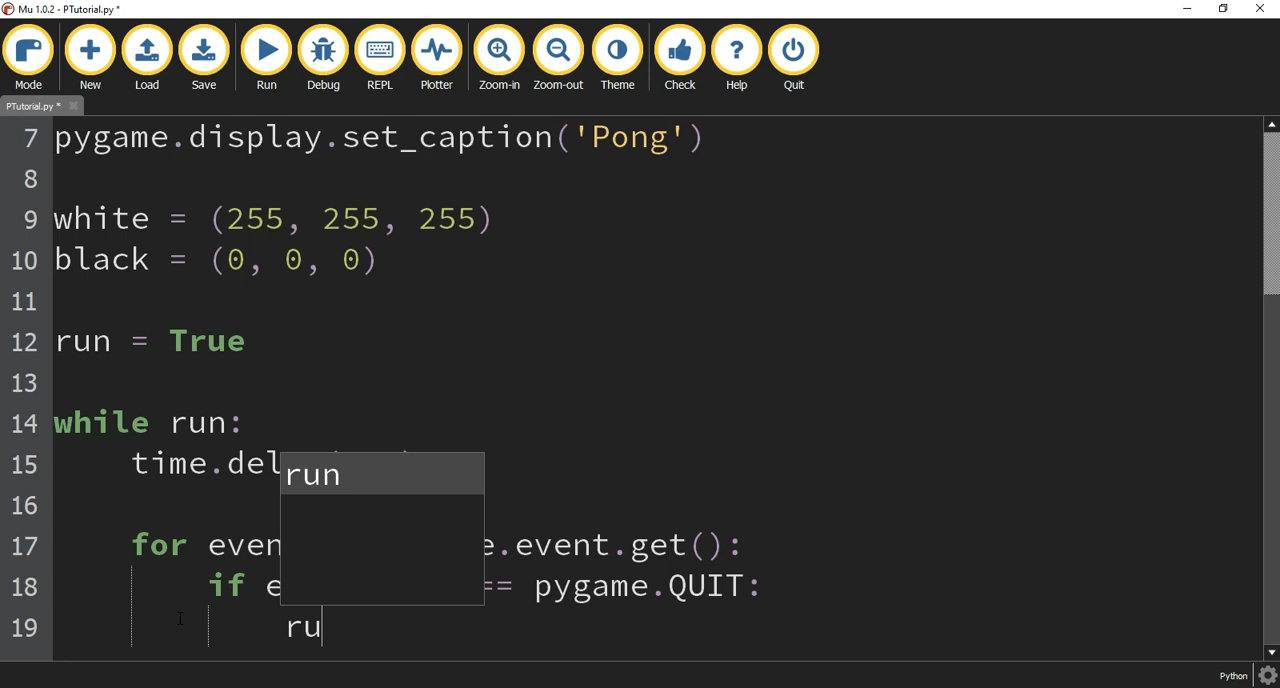 Mu 1.0.2 - PTutorial.py *
Mode New Load Save Run Debug REPL Plotter Zoom-in Zoom-out Theme Check Help Quit
PTutorial.py *
7 pygame.display.set_caption('Pong')
8
9 white = (255, 255, 255)
10 black = (0, 0, 0)
11
12 run = True
13
14 while run:
15 time.del
run
16
17 for even e.event.get():
18 if e == pygame.QUIT:
19 ru
Python